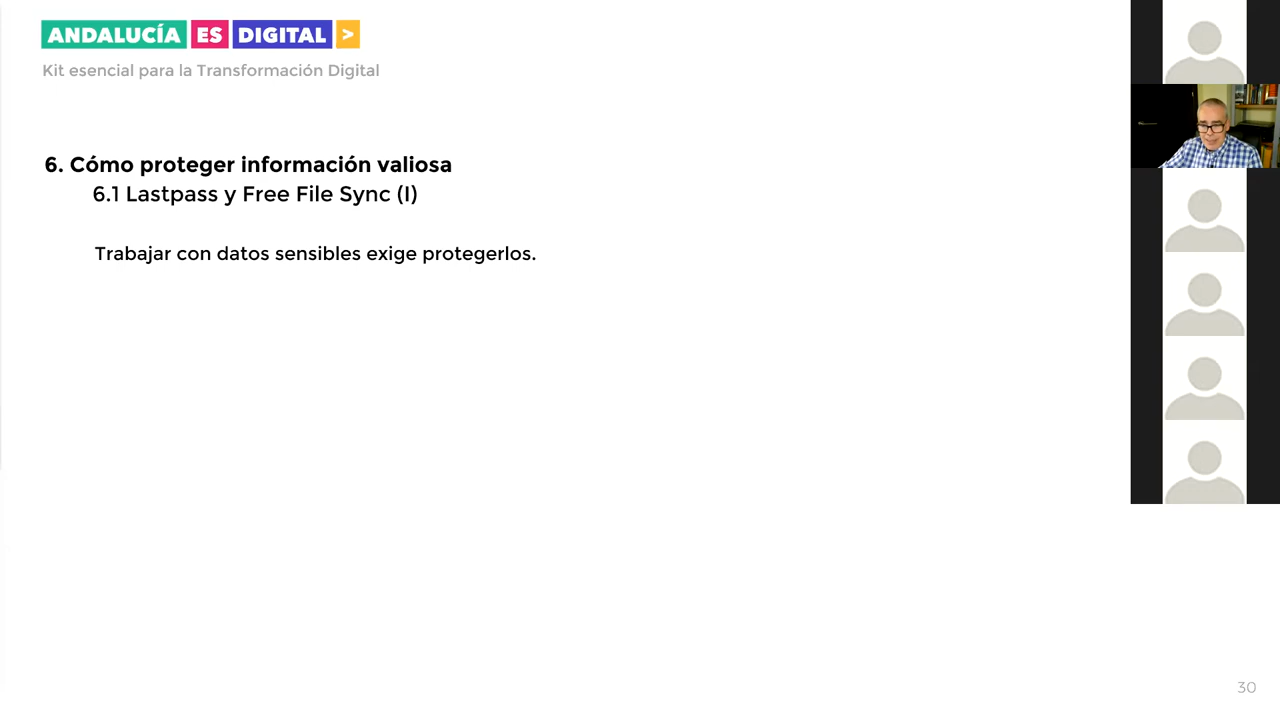 ANDALUCÍA ES DIGITAL >
Kit esencial para la Transformación Digital
6. Cómo proteger información valiosa
6.1 Lastpass y Free File Sync (I)
Trabajar con datos sensibles exige protegerlos.
30